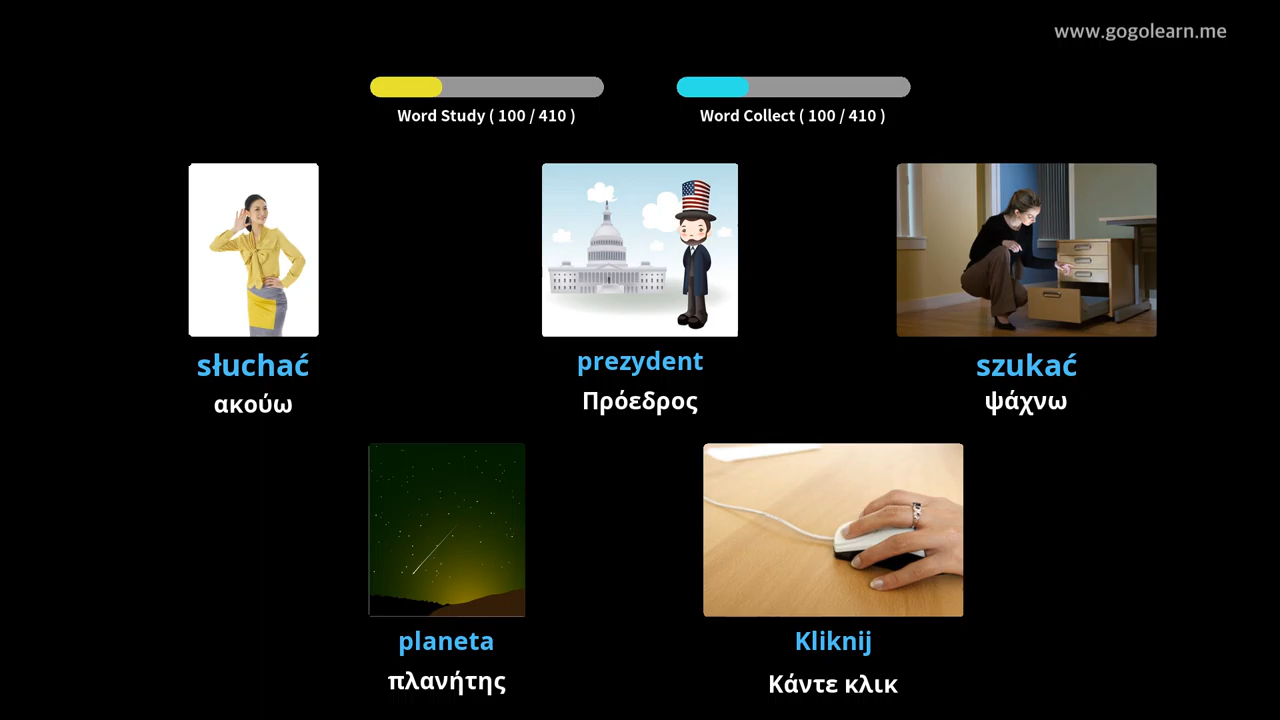 www.gogolearn.me
Word Study ( 100 / 410 )
Word Collect ( 100 / 410 )
słuchać
ακούω
prezydent
Πρόεδρος
szukać
ψάχνω
planeta
πλανήτης
Kliknij
Κάντε κλικ